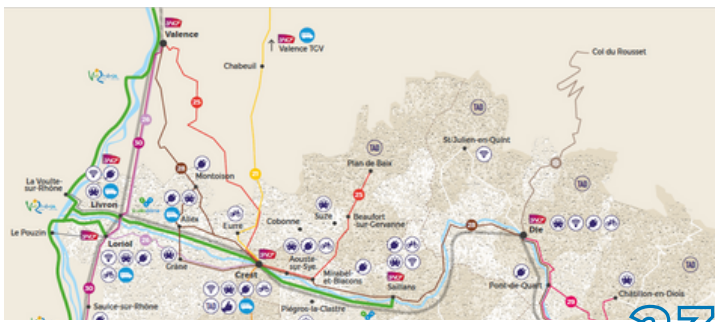 SNCF
Valence
SNCF
Valence TGV
Col du Rousset
Chabeuil
TAD
25
26
30
St/Julien-en-Quint
TAD
Plan de Baix
SNCF
28
Montoison
25
TAD
La Voulte-
sur-Rhône
Livron
Allex
Eurre
Cobonne
Suze
Beaufort
-sur-Gervanne
28
SNCF
Die
TAD
Le Pouzin
SNCF
Loriol
Grâne
SNCF
Crest
Aouste
-sur-Sye
Mirabel
-et-Blacons
Saillans
Pont-de-Quart
Châtillon-en-Diois
30
Saulce-sur-Rhône
TAD
Piégros-la-Clastre
28